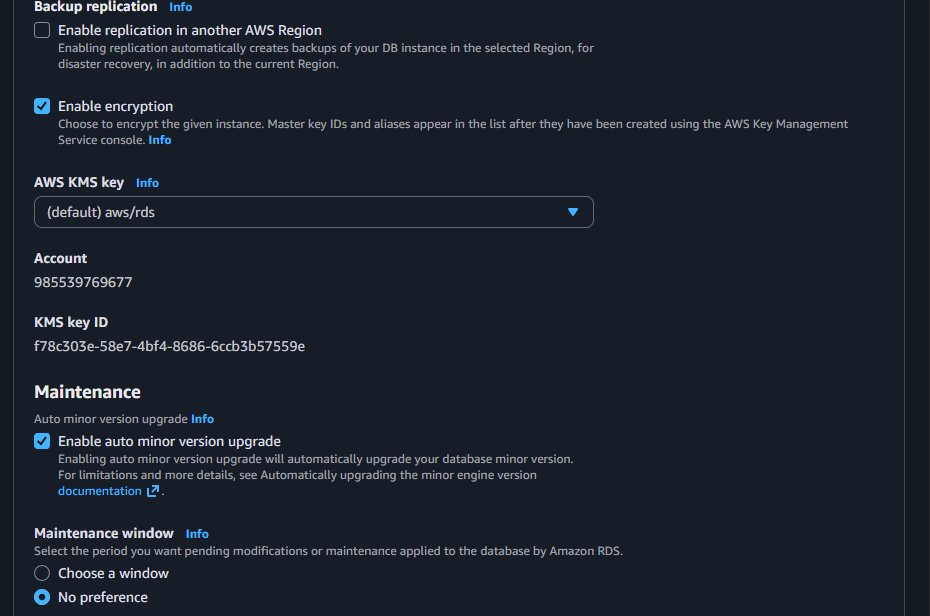 Backup replication Info
Enable replication in another AWS Region
Enabling replication automatically creates backups of your DB instance in the selected Region, for
disaster recovery, in addition to the current Region.
Enable encryption
Choose to encrypt the given instance. Master key IDs and aliases appear in the list after they have been created using the AWS Key Management
Service console. Info
AWS KMS key Info
(default) aws/rds
Account
985539769677
KMS key ID
f78c303e-58e7-4bf4-8686-6ccb3b57559e
Maintenance
Auto minor version upgrade Info
Enable auto minor version upgrade
Enabling auto minor version upgrade will automatically upgrade your database minor version.
For limitations and more details, see Automatically upgrading the minor engine version
documentation.
Maintenance window Info
Select the period you want pending modifications or maintenance applied to the database by Amazon RDS.
Choose a window
No preference